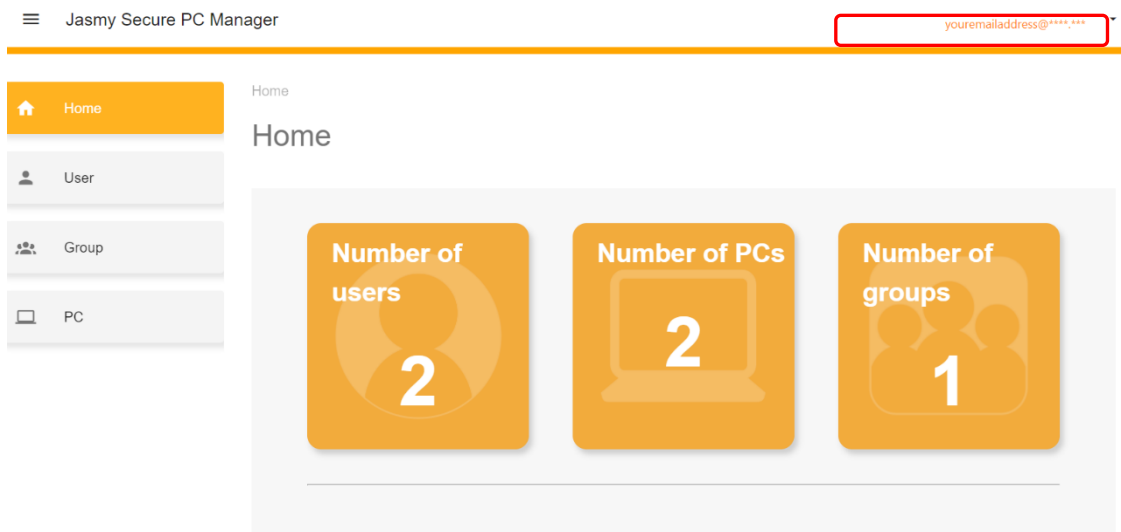 Jasmy Secure PC Manager
youremailaddress@****.***
Home
User
Group
PC
Home
Home
Number of
users
2
Number of PCs
2
Number of
groups
1